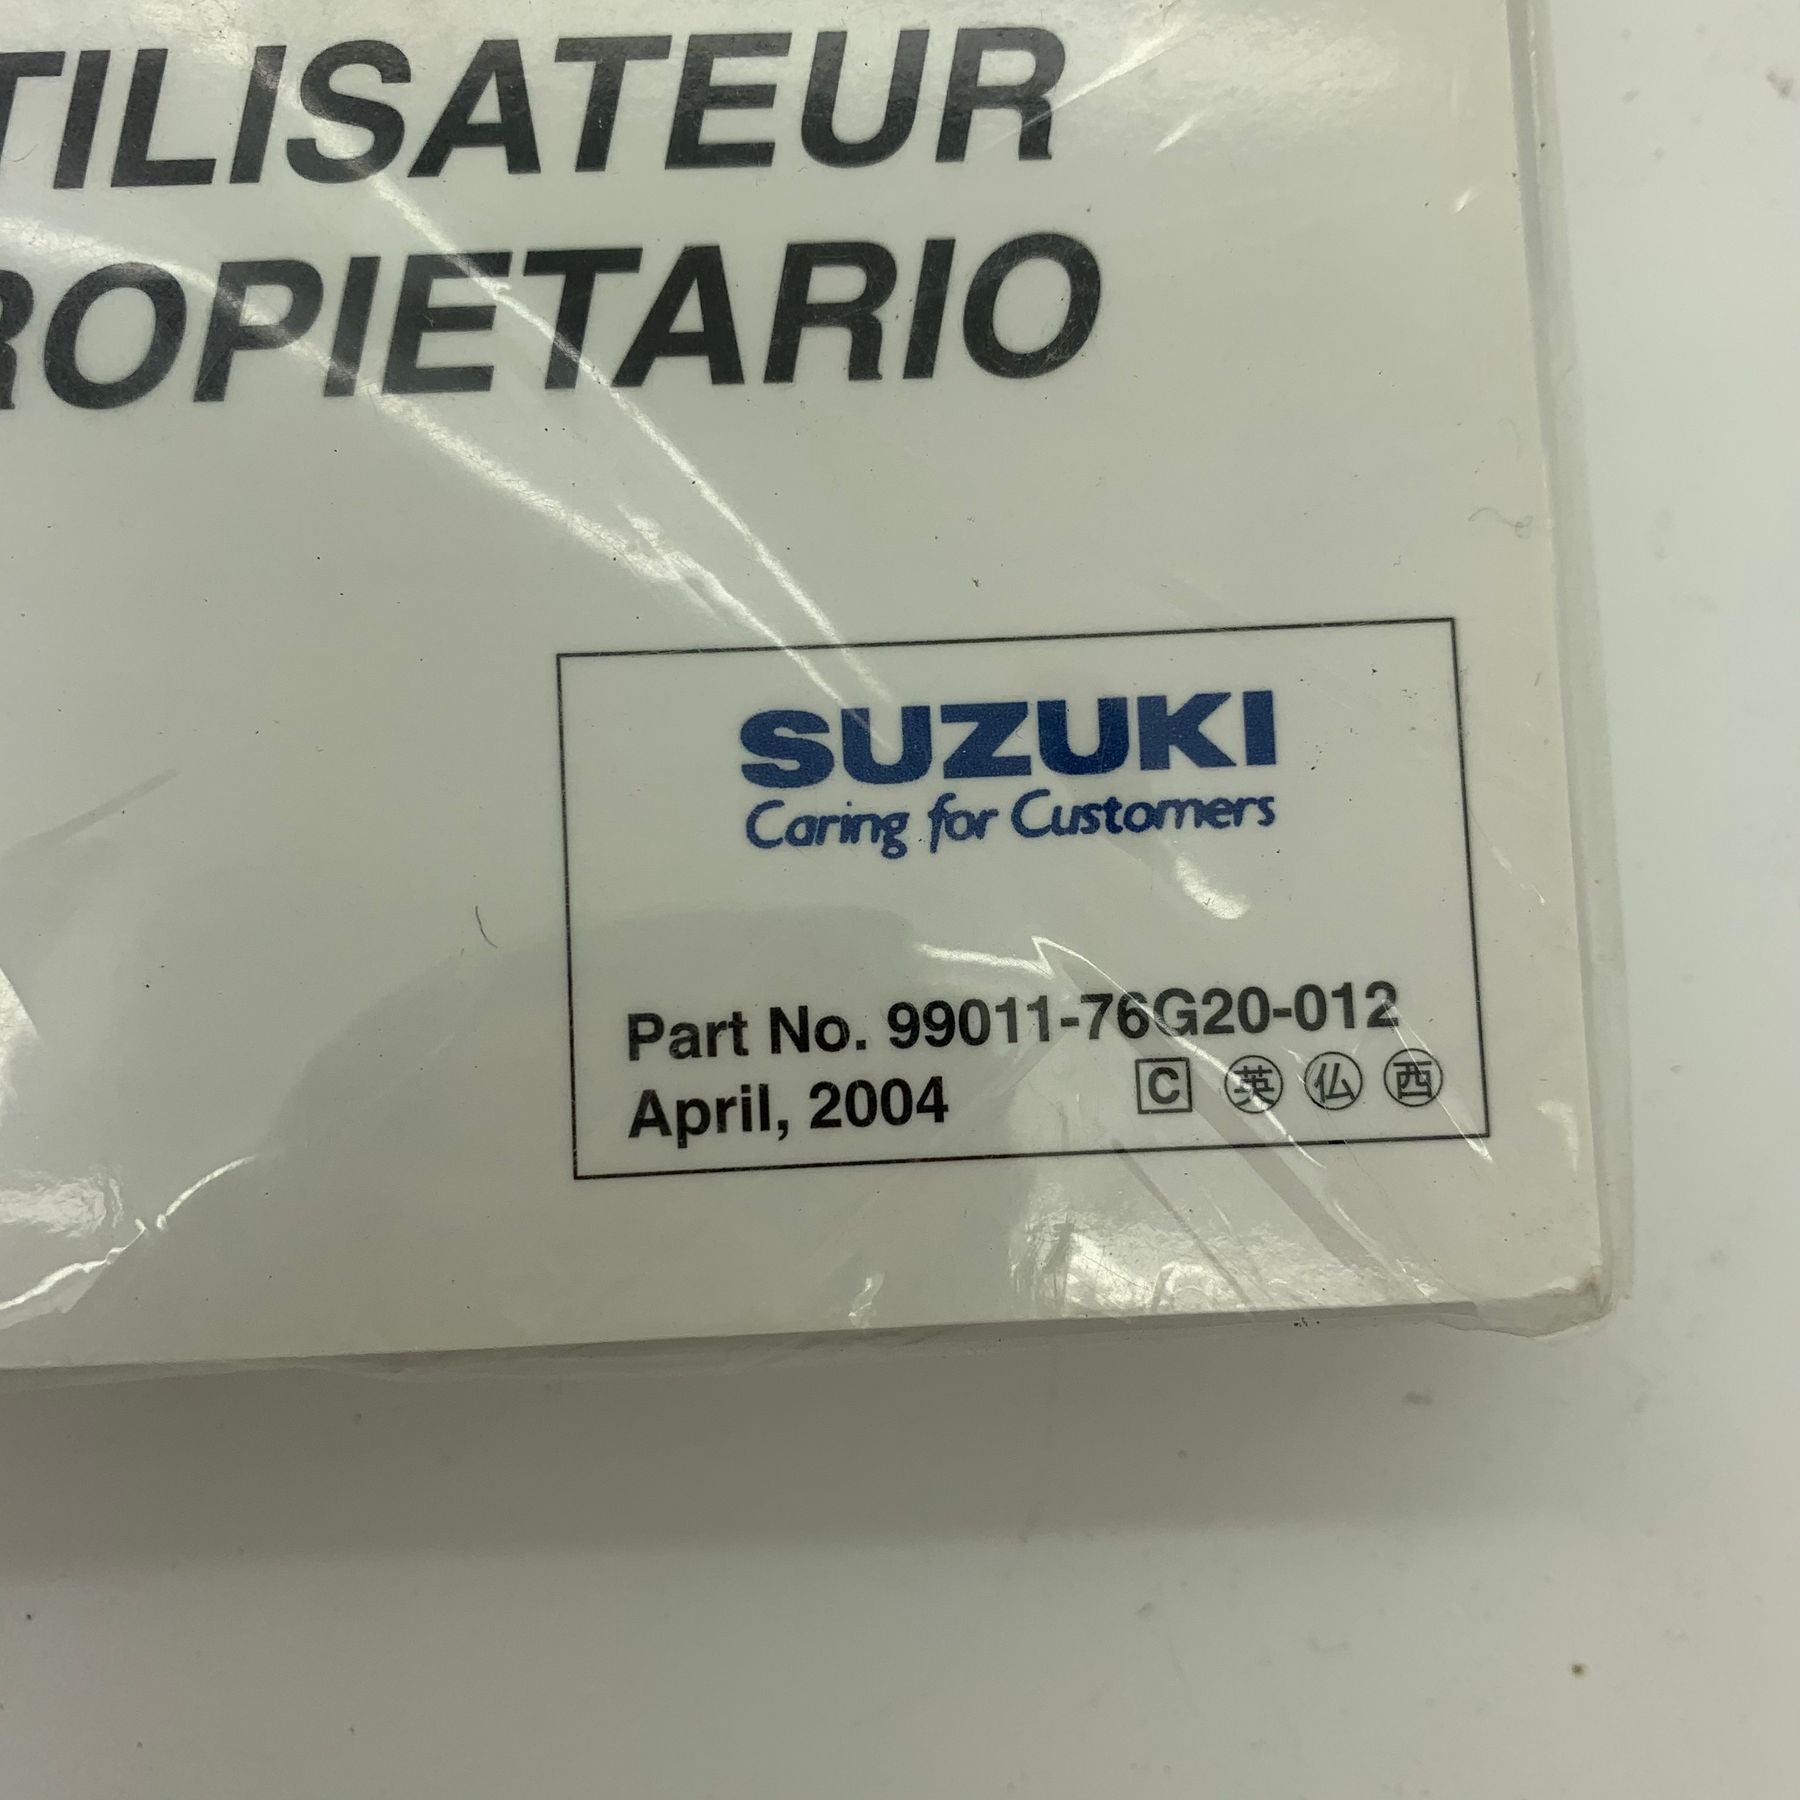 TILISATEUR
ROPIETARIO
SUZUKI
Caring for Customers
Part No. 99011-76G20-012
April, 2004 C 英 仏 西